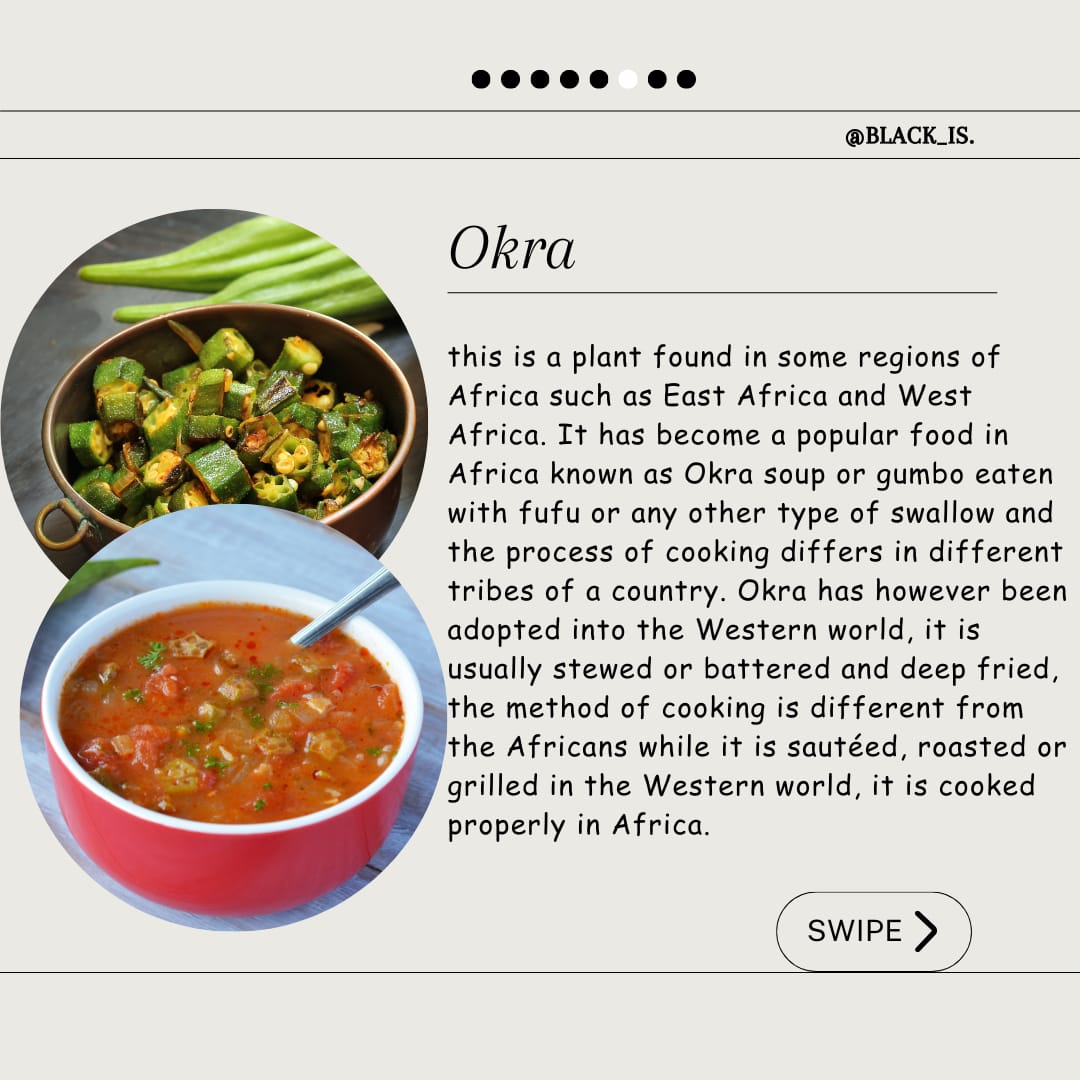 @BLACK_IS.
Okra
this is a plant found in some regions of
Africa such as East Africa and West
Africa. It has become a popular food in
Africa known as Okra soup or gumbo eaten
with fufu or any other type of swallow and
the process of cooking differs in different
tribes of a country. Okra has however been
adopted into the Western world, it is
usually stewed or battered and deep fried,
the method of cooking is different from
the Africans while it is sautéed, roasted or
grilled in the Western world, it is cooked
properly in Africa.
SWIPE